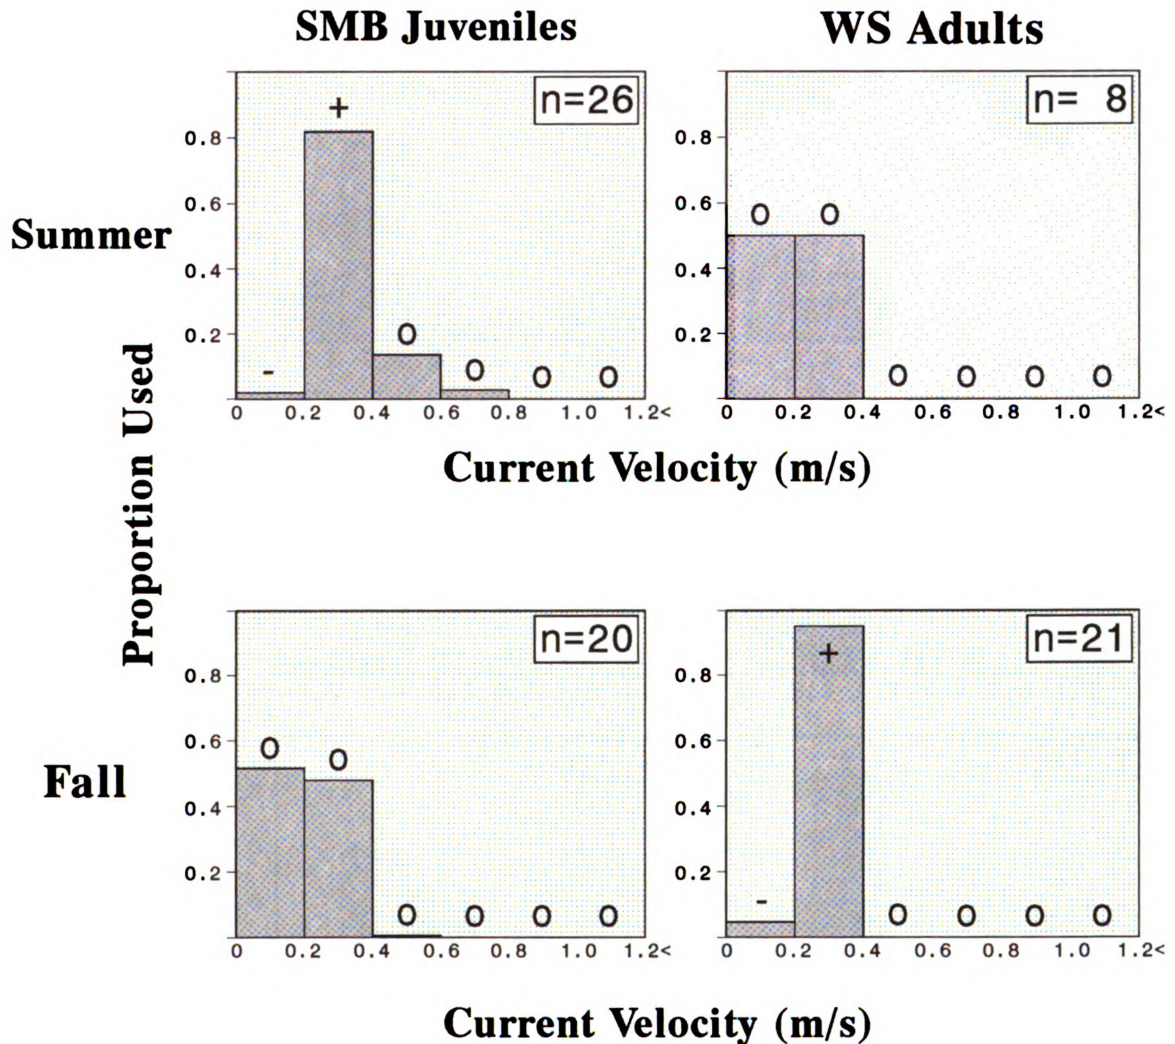 SMB Juveniles
WS Adults
Summer
Fall
Proportion Used
n=26
+
-
O
O
O
O
0.8
0.6
0.4
0.2
0 0.2 0.4 0.6 0.8 1.0 1.2<
n= 8
O O
O O O O
0.8
0.6
0.4
0.2
0 0.2 0.4 0.6 0.8 1.0 1.2<
Current Velocity (m/s)
n=20
O
O
O O O O
0.8
0.6
0.4
0.2
0 0.2 0.4 0.6 0.8 1.0 1.2<
n=21
+
-
O O O O
0.8
0.6
0.4
0.2
0 0.2 0.4 0.6 0.8 1.0 1.2<
Current Velocity (m/s)